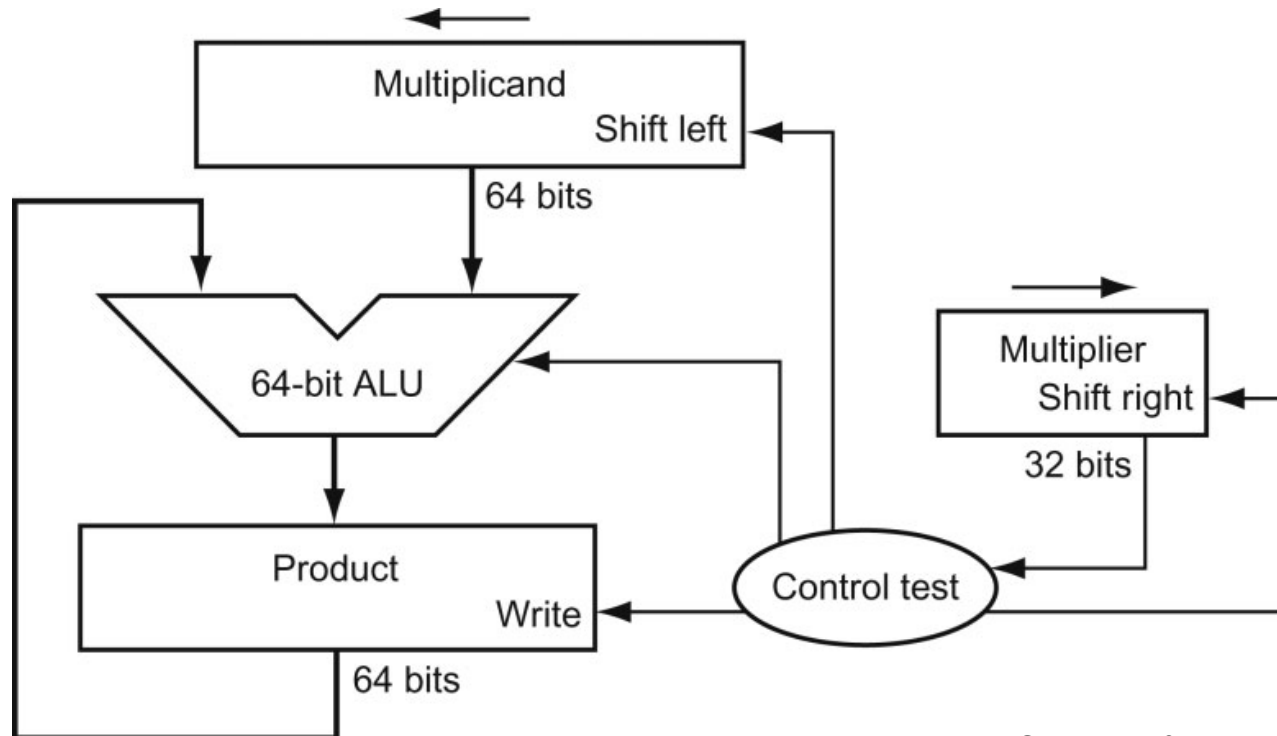 Multiplicand
Shift left
64 bits
64-bit ALU
Multiplier
Shift right
32 bits
Product
Write
Control test
64 bits